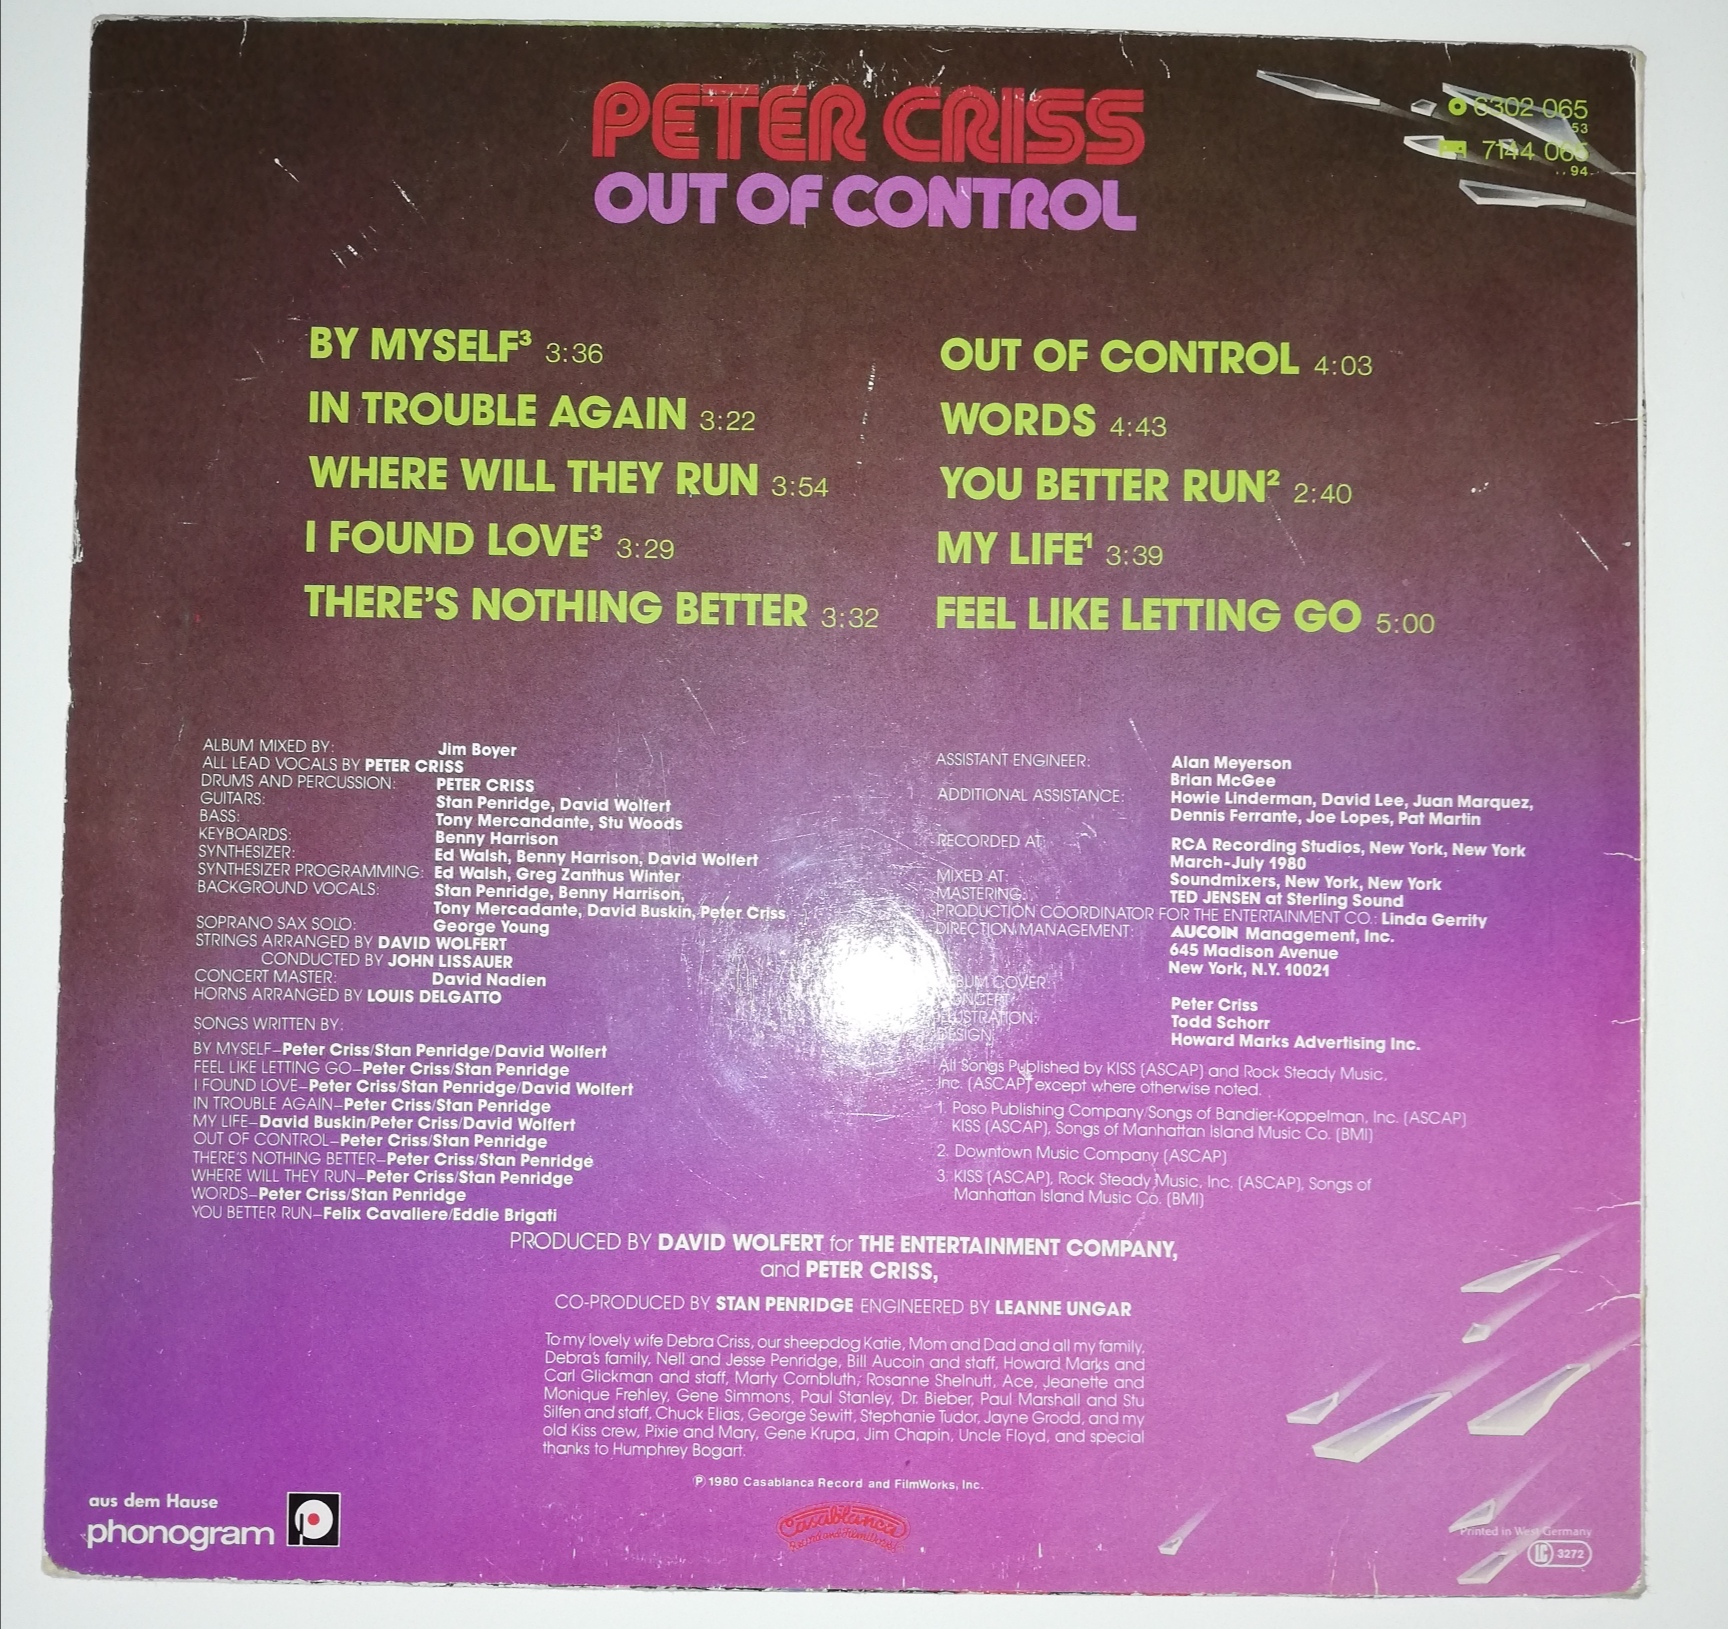 PETER CRISS
OUT OF CONTROL
6302 065
53
7144 065
..94
BY MYSELF³ 3:36
IN TROUBLE AGAIN 3:22
WHERE WILL THEY RUN 3:54
I FOUND LOVE³ 3:29
THERE'S NOTHING BETTER 3:32
OUT OF CONTROL 4:03
WORDS 4:43
YOU BETTER RUN² 2:40
MY LIFE¹ 3:39
FEEL LIKE LETTING GO 5:00
ALBUM MIXED BY: Jim Boyer
ALL LEAD VOCALS BY PETER CRISS
DRUMS AND PERCUSSION: PETER CRISS
GUITARS: Stan Penridge, David Wolfert
BASS: Tony Mercandante, Stu Woods
KEYBOARDS: Benny Harrison
SYNTHESIZER: Ed Walsh, Benny Harrison, David Wolfert
SYNTHESIZER PROGRAMMING: Ed Walsh, Greg Zanthus Winter
BACKGROUND VOCALS: Stan Penridge, Benny Harrison,
Tony Mercadante, David Buskin, Peter Criss
SOPRANO SAX SOLO: George Young
STRINGS ARRANGED BY DAVID WOLFERT
CONDUCTED BY JOHN LISSAUER
CONCERT MASTER: David Nadien
HORNS ARRANGED BY LOUIS DELGATTO
SONGS WRITTEN BY:
BY MYSELF–Peter Criss/Stan Penridge/David Wolfert
FEEL LIKE LETTING GO–Peter Criss/Stan Penridge
I FOUND LOVE–Peter Criss/Stan Penridge/David Wolfert
IN TROUBLE AGAIN–Peter Criss/Stan Penridge
MY LIFE–David Buskin/Peter Criss/David Wolfert
OUT OF CONTROL–Peter Criss/Stan Penridge
THERE'S NOTHING BETTER–Peter Criss/Stan Penridge
WHERE WILL THEY RUN–Peter Criss/Stan Penridge
WORDS–Peter Criss/Stan Penridge
YOU BETTER RUN–Felix Cavaliere/Eddie Brigati
ASSISTANT ENGINEER: Alan Meyerson
Brian McGee
ADDITIONAL ASSISTANCE: Howie Linderman, David Lee, Juan Marquez,
Dennis Ferrante, Joe Lopes, Pat Martin
RECORDED AT: RCA Recording Studios, New York, New York
March-July 1980
MIXED AT: Soundmixers, New York, New York
MASTERING: TED JENSEN at Sterling Sound
PRODUCTION COORDINATOR FOR THE ENTERTAINMENT CO.: Linda Gerrity
DIRECTION MANAGEMENT: AUCOIN Management, Inc.
645 Madison Avenue
New York, N.Y. 10021
ALBUM COVER:
CONCEPT: Peter Criss
ILLUSTRATION: Todd Schorr
DESIGN: Howard Marks Advertising Inc.
All Songs Published by KISS (ASCAP) and Rock Steady Music,
Inc. (ASCAP) except where otherwise noted.
1. Poso Publishing Company/Songs of Bandier-Koppelman, Inc. (ASCAP)
KISS (ASCAP), Songs of Manhattan Island Music Co. (BMI)
2. Downtown Music Company (ASCAP)
3. KISS (ASCAP), Rock Steady Music, Inc. (ASCAP), Songs of
Manhattan Island Music Co. (BMI)
PRODUCED BY DAVID WOLFERT for THE ENTERTAINMENT COMPANY,
and PETER CRISS,
CO-PRODUCED BY STAN PENRIDGE ENGINEERED BY LEANNE UNGAR
To my lovely wife Debra Criss, our sheepdog Katie, Mom and Dad and all my family,
Debra's family, Nell and Jesse Penridge, Bill Aucoin and staff, Howard Marks and
Carl Glickman and staff, Marty Cornbluth, Rosanne Shelnutt, Ace, Jeanette and
Monique Frehley, Gene Simmons, Paul Stanley, Dr. Bieber, Paul Marshall and Stu
Silfen and staff, Chuck Elias, George Sewitt, Stephanie Tudor, Jayne Grodd, and my
old Kiss crew, Pixie and Mary, Gene Krupa, Jim Chapin, Uncle Floyd, and special
thanks to Humphrey Bogart.
℗ 1980 Casablanca Record and FilmWorks, Inc.
Casablanca
Record and FilmWorks
aus dem Hause
phonogram
Printed in West Germany
LC 3272